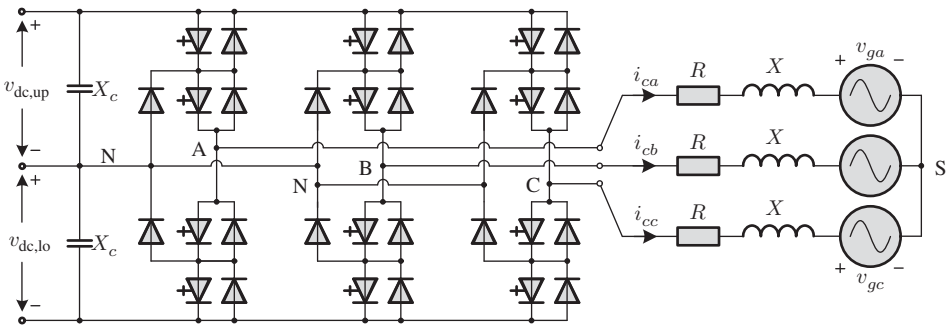 +
v_dc,up
−
X_c
N
+
v_dc,lo
−
X_c
A
N
B
C
i_ca
R
X
+
v_ga
−
i_cb
R
X
S
i_cc
R
X
+
−
v_gc